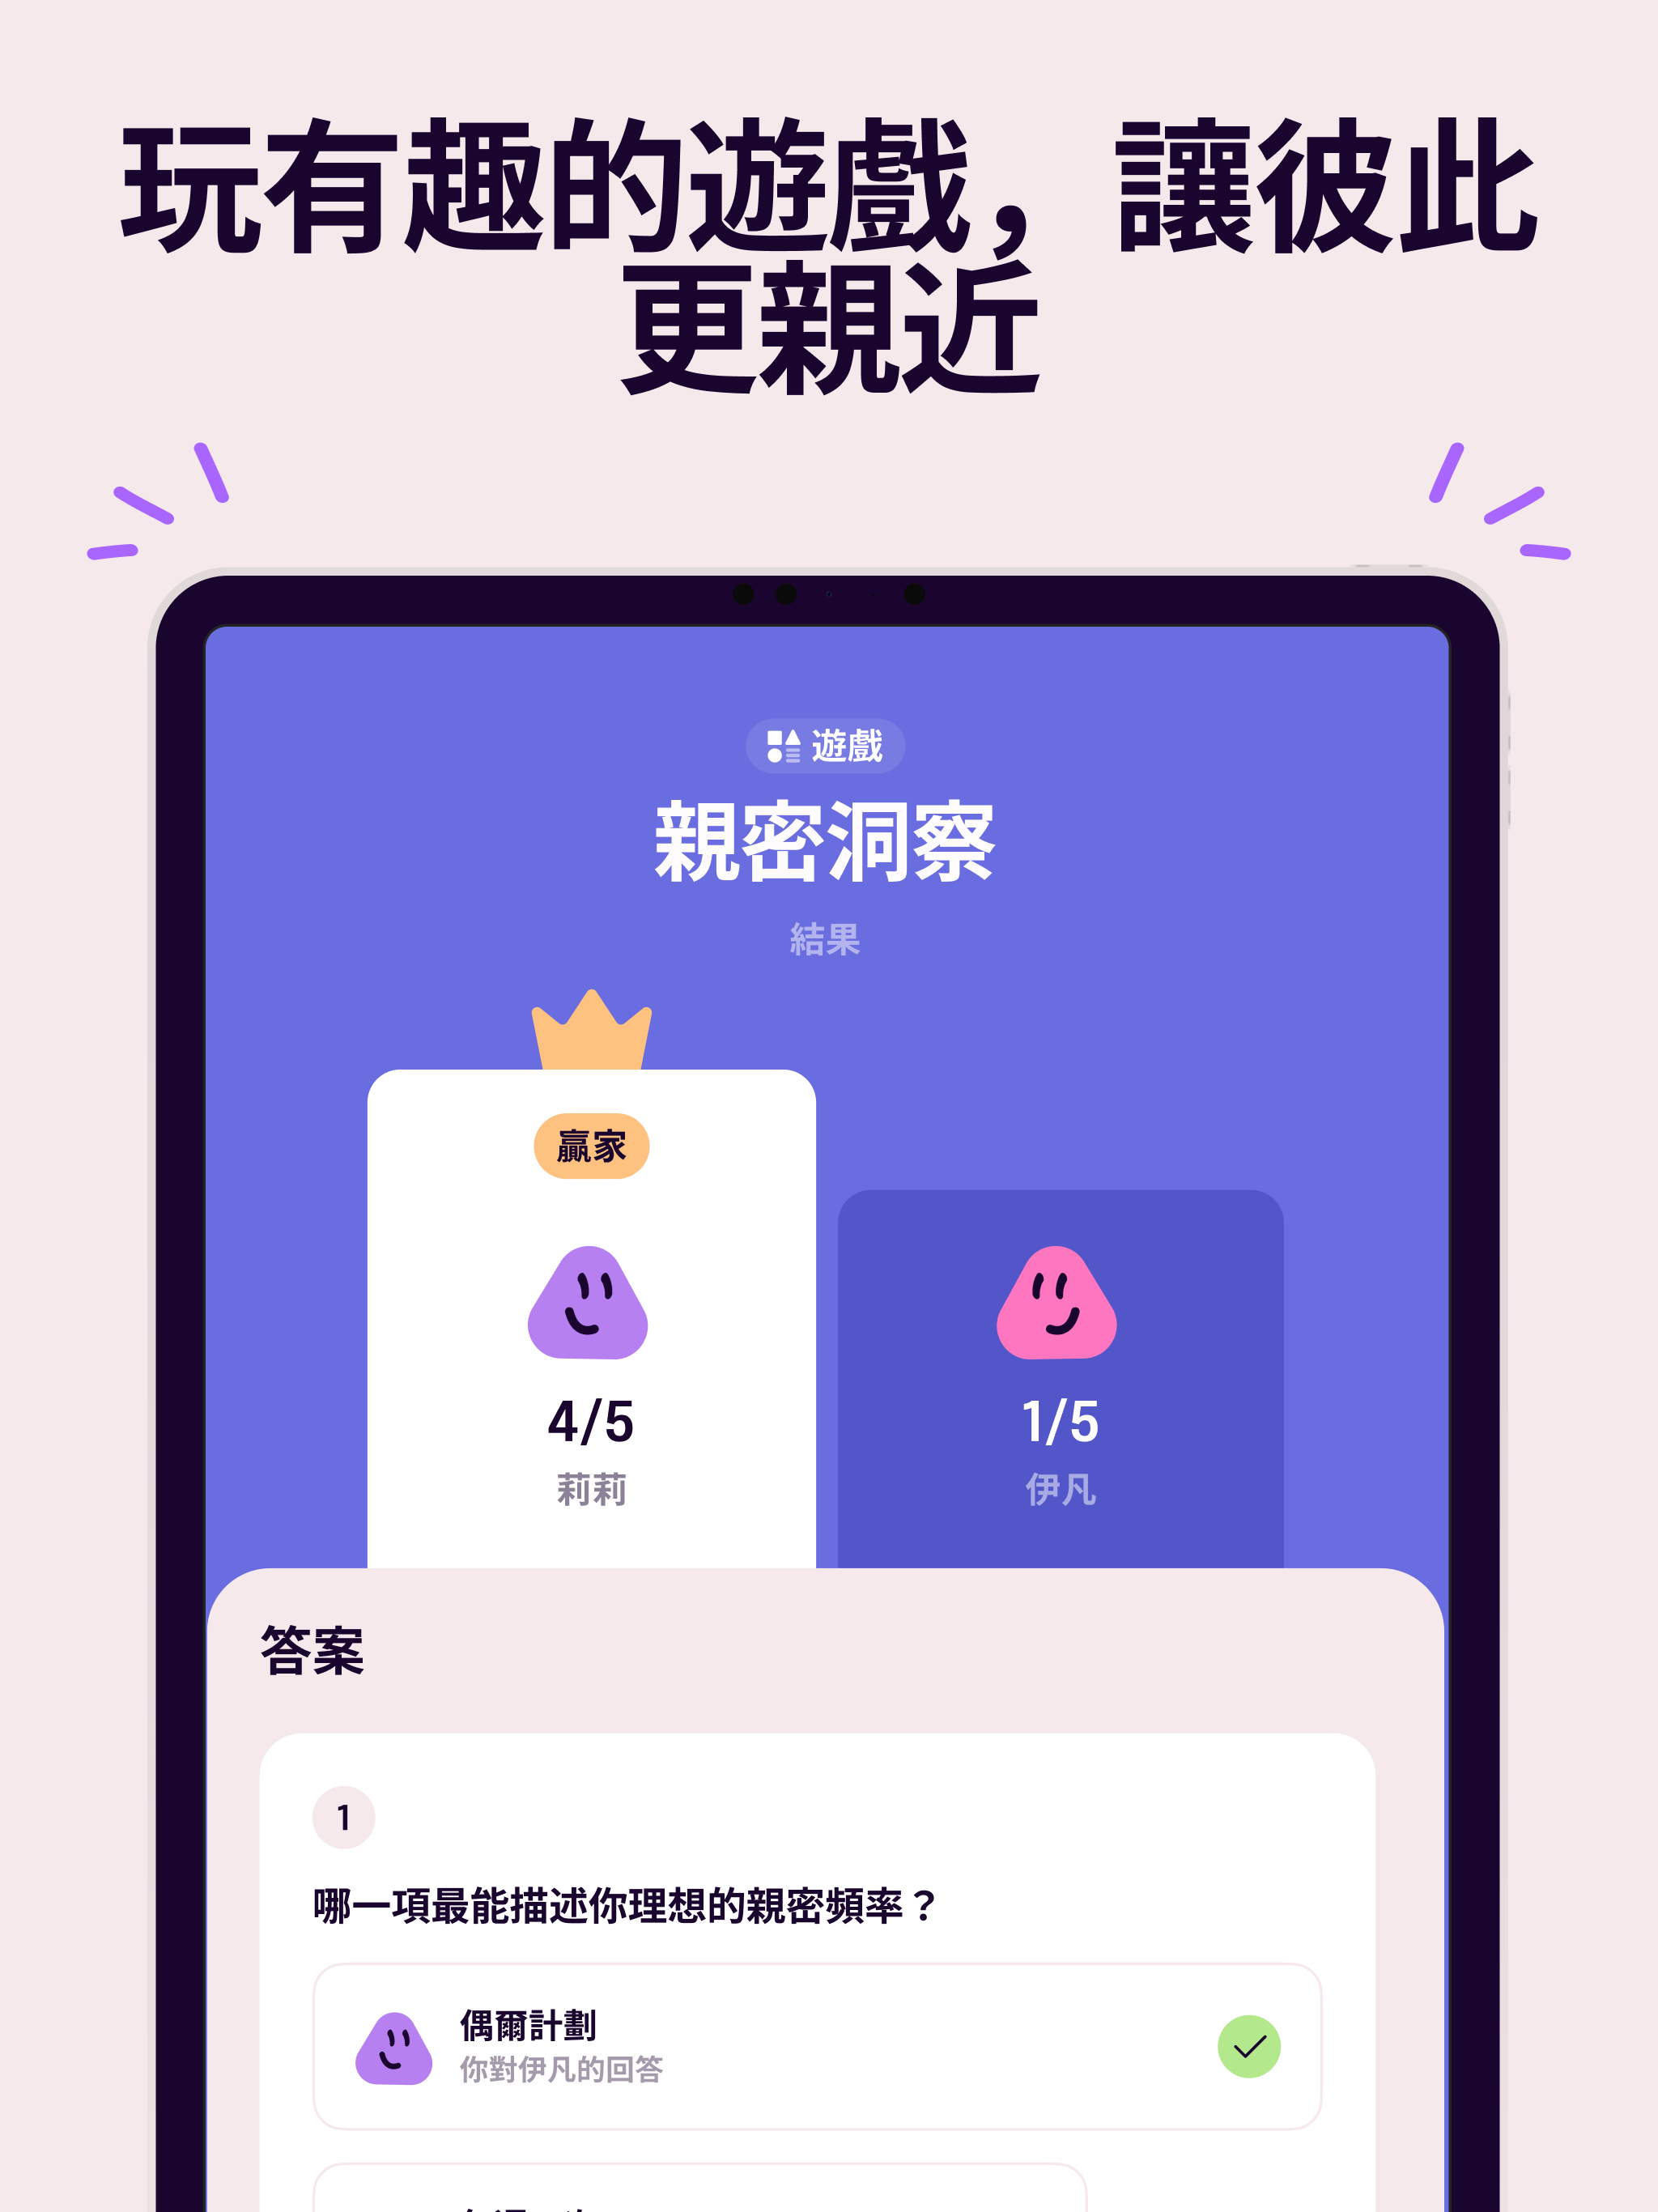 玩有趣的遊戲，讓彼此
更親近
遊戲
親密洞察
結果
贏家
4/5
莉莉
1/5
伊凡
答案
1
哪一項最能描述你理想的親密頻率？
偶爾計劃
你對伊凡的回答